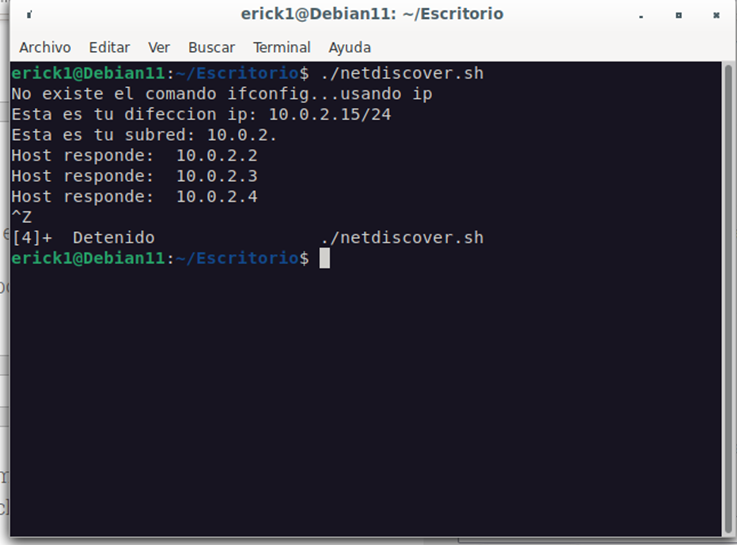 erick1@Debian11: ~/Escritorio
Archivo Editar Ver Buscar Terminal Ayuda
erick1@Debian11:~/Escritorio$ ./netdiscover.sh
No existe el comando ifconfig...usando ip
Esta es tu difeccion ip: 10.0.2.15/24
Esta es tu subred: 10.0.2.
Host responde:  10.0.2.2
Host responde:  10.0.2.3
Host responde:  10.0.2.4
^Z
[4]+  Detenido                ./netdiscover.sh
erick1@Debian11:~/Escritorio$